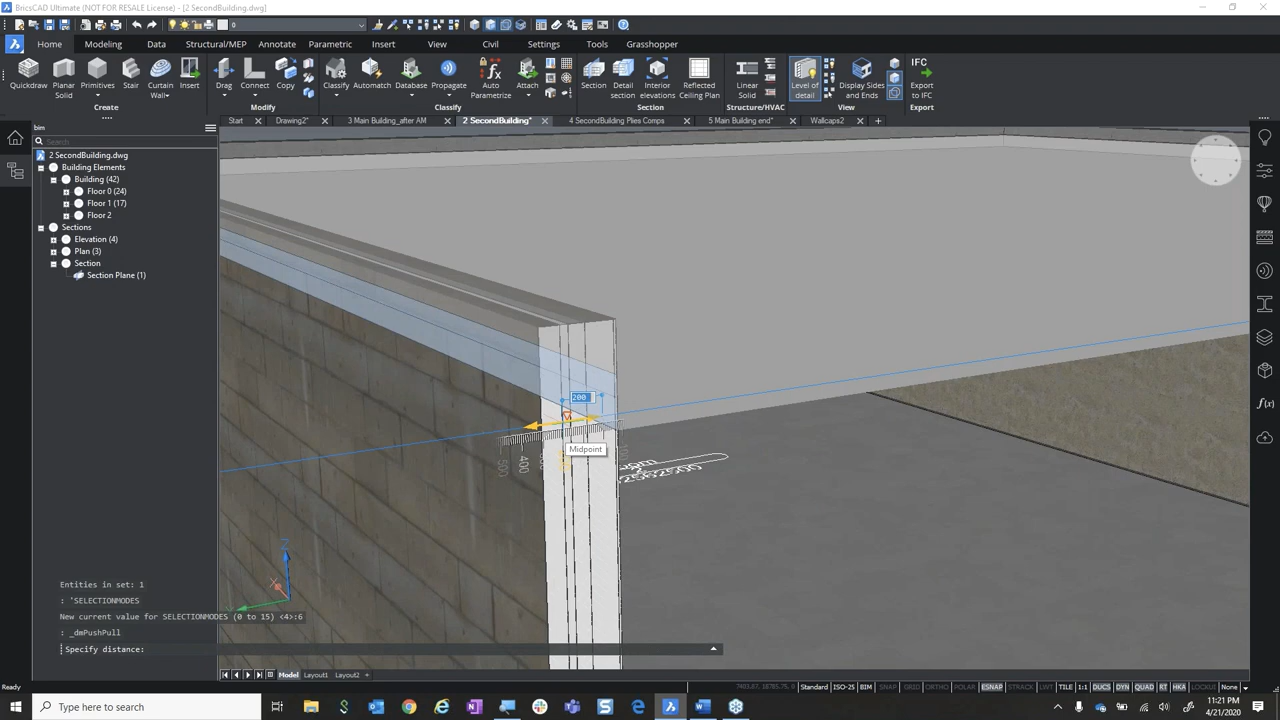 BricsCAD Ultimate (NOT FOR RESALE License) - [2 SecondBuilding.dwg]
0
Home Modeling Data Structural/MEP Annotate Parametric Insert View Civil Settings Tools Grasshopper
Quickdraw Planar Solid Primitives Stair Curtain Wall Insert Drag Connect Copy Classify Automatch Database Propagate Auto Parametrize Attach Section Detail section Interior elevations Reflected Ceiling Plan Linear Solid Level of detail Display Sides and Ends IFC Export to IFC
Create Modify Classify Section Structure/HVAC View Export
bim
Start Drawing2* 3 Main Building_after AM 2 SecondBuilding* 4 SecondBuilding Plies Comps 5 Main Building end* Wallcaps2 +
Search
2 SecondBuilding.dwg
Building Elements
Building (42)
Floor 0 (24)
Floor 1 (17)
Floor 2
Sections
Elevation (4)
Plan (3)
Section
Section Plane (1)
200
Midpoint
500
400
Z
X
Entities in set: 1
: 'SELECTIONMODES
New current value for SELECTIONMODES (0 to 15) <4>:6
: _dmPushPull
Specify distance:
Model Layout1 Layout2 +
Ready
Standard ISO-25 BIM SNAP GRID ORTHO POLAR ESNAP STRACK LWT TILE 1:1 DUCS DYN QUAD RT HKA LOCKUI None
Type here to search
11:21 PM
4/21/2020